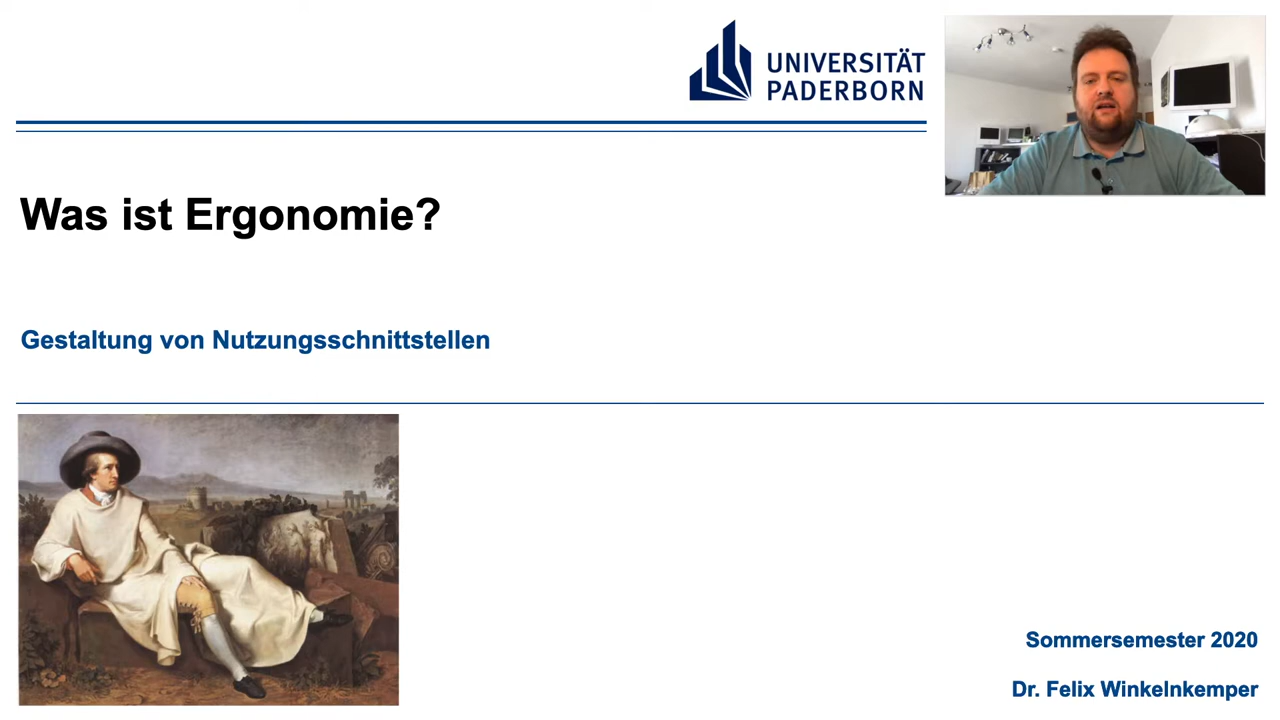 UNIVERSITÄT
PADERBORN
Was ist Ergonomie?
Gestaltung von Nutzungsschnittstellen
Sommersemester 2020
Dr. Felix Winkelnkemper